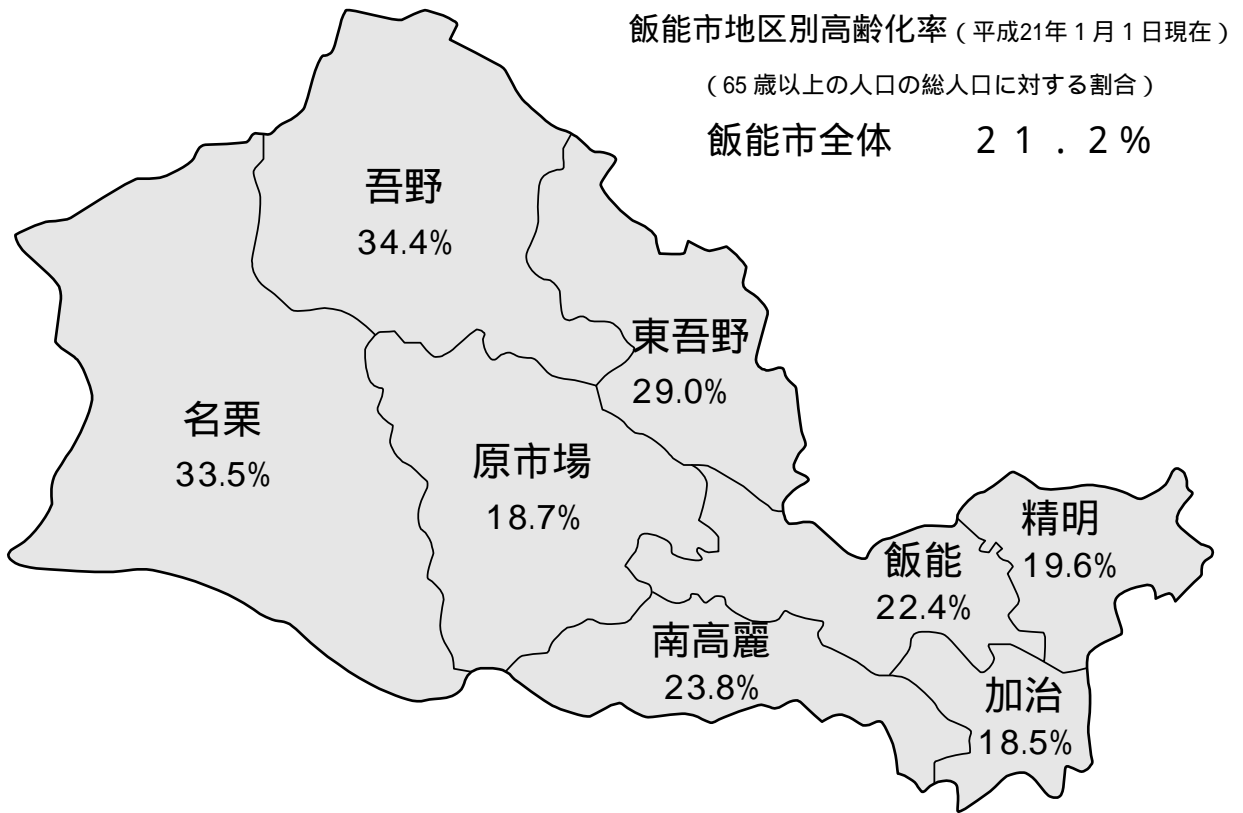 飯能市地区別高齢化率（平成21年１月１日現在）
（65 歳以上の人口の総人口に対する割合）
飯能市全体　２１．２％
吾野
34.4%
東吾野
29.0%
名栗
33.5%
原市場
18.7%
精明
19.6%
飯能
22.4%
南高麗
23.8%
加治
18.5%